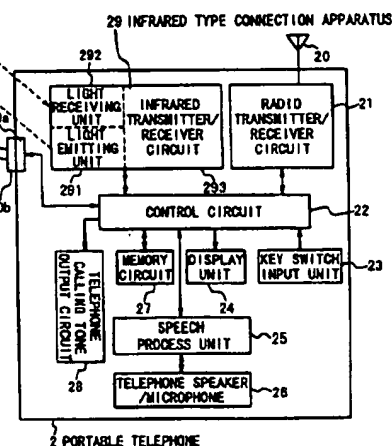 29 INFRARED TYPE CONNECTION APPARATUS
292
20
LIGHT
RECEIVING
UNIT
LIGHT
EMITTING
UNIT
INFRARED
TRANSMITTER/
RECEIVER
CIRCUIT
RADIO
TRANSMITTER/
RECEIVER
CIRCUIT
21
291
293
CONTROL CIRCUIT
22
TELEPHONE
CALLING TONE
OUTPUT CIRCUIT
MEMORY
CIRCUIT
DISPLAY
UNIT
KEY SWITCH
INPUT UNIT
23
27
24
28
SPEECH
PROCESS UNIT
25
TELEPHONE SPEAKER
/MICROPHONE
26
2 PORTABLE TELEPHONE